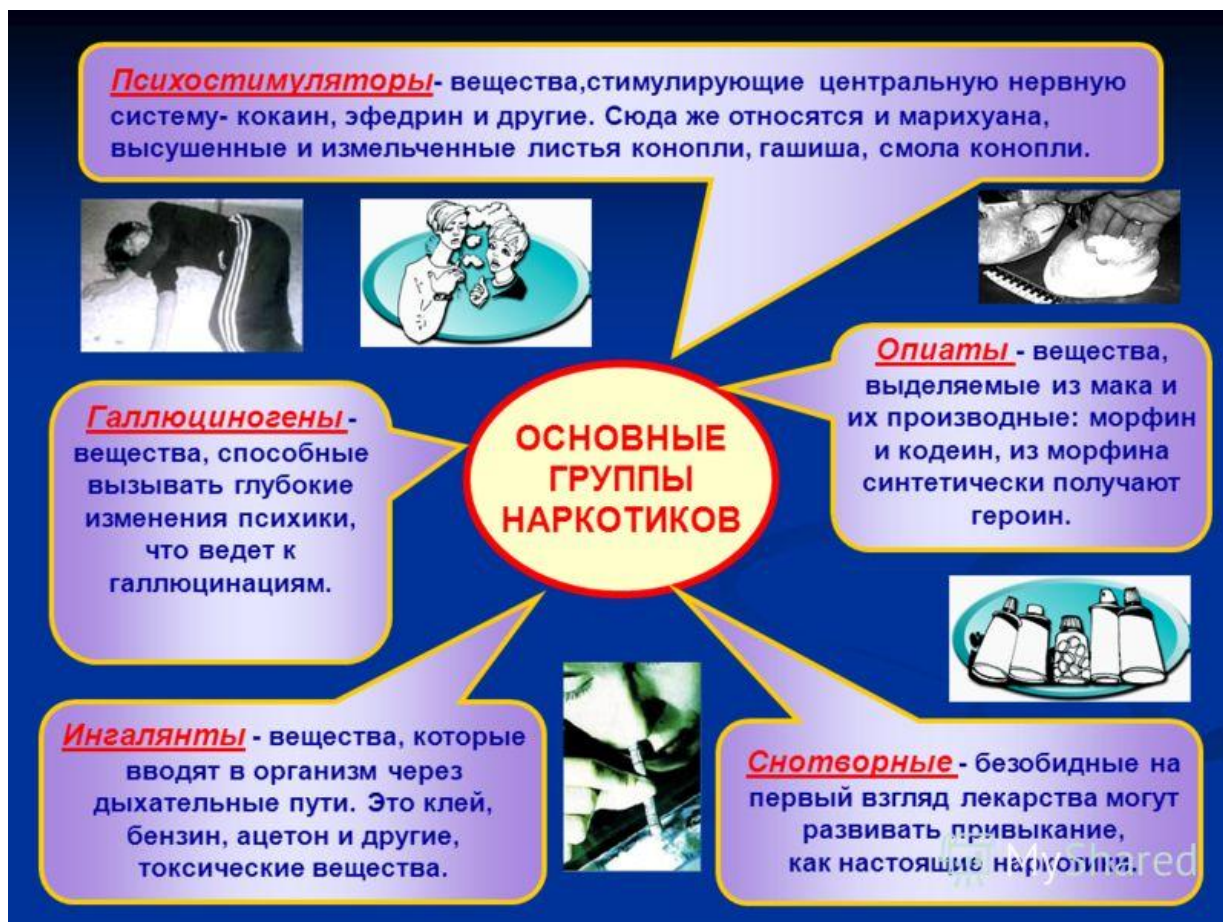 Психостимуляторы- вещества,стимулирующие центральную нервную
систему- кокаин, эфедрин и другие. Сюда же относятся и марихуана,
высушенные и измельченные листья конопли, гашиша, смола конопли.
Опиаты - вещества,
выделяемые из мака и
их производные: морфин
и кодеин, из морфина
синтетически получают
героин.
Галлюциногены -
вещества, способные
вызывать глубокие
изменения психики,
что ведет к
галлюцинациям.
ОСНОВНЫЕ
ГРУППЫ
НАРКОТИКОВ
Ингалянты - вещества, которые
вводят в организм через
дыхательные пути. Это клей,
бензин, ацетон и другие,
токсические вещества.
Снотворные - безобидные на
первый взгляд лекарства могут
развивать привыкание,
как настоящие наркотики.
MyShared